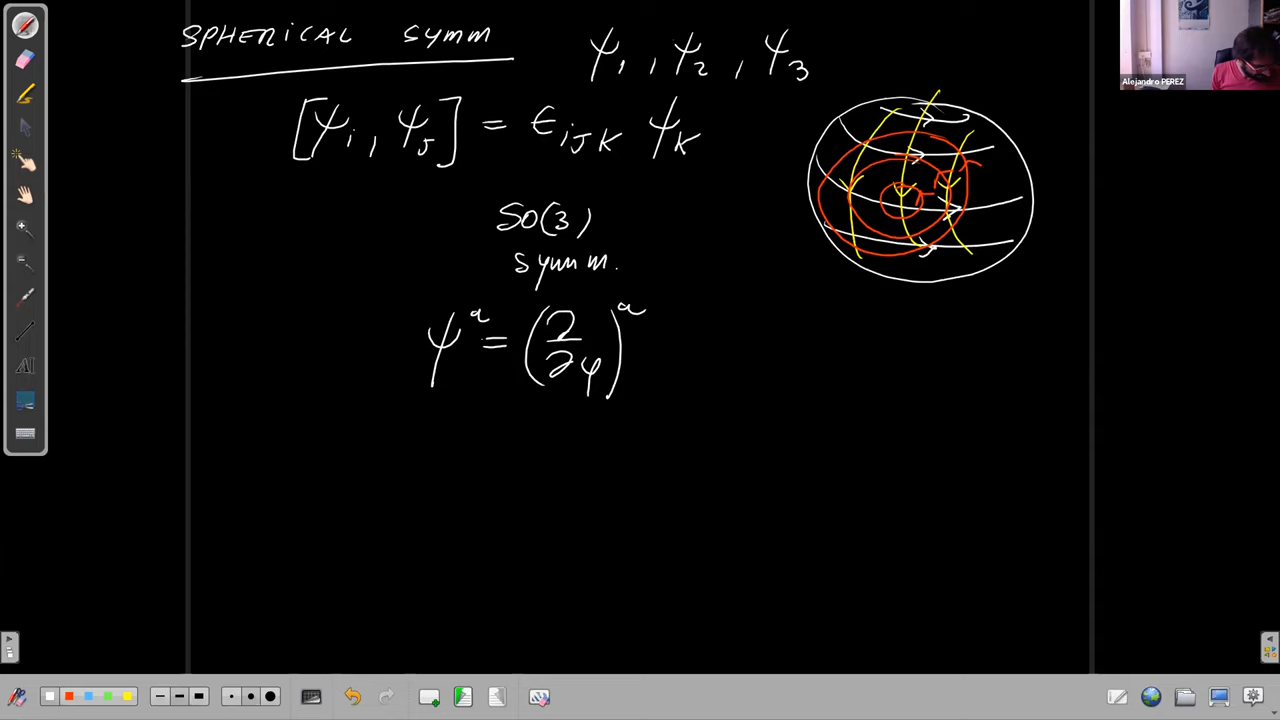 SPHERICAL SYMM
ψ₁, ψ₂, ψ₃
[ψᵢ, ψⱼ] = ϵᵢⱼₖ ψₖ
SO(3)
symm.
ψᵃ = (∂/∂φ)ᵃ
Alejandro PEREZ